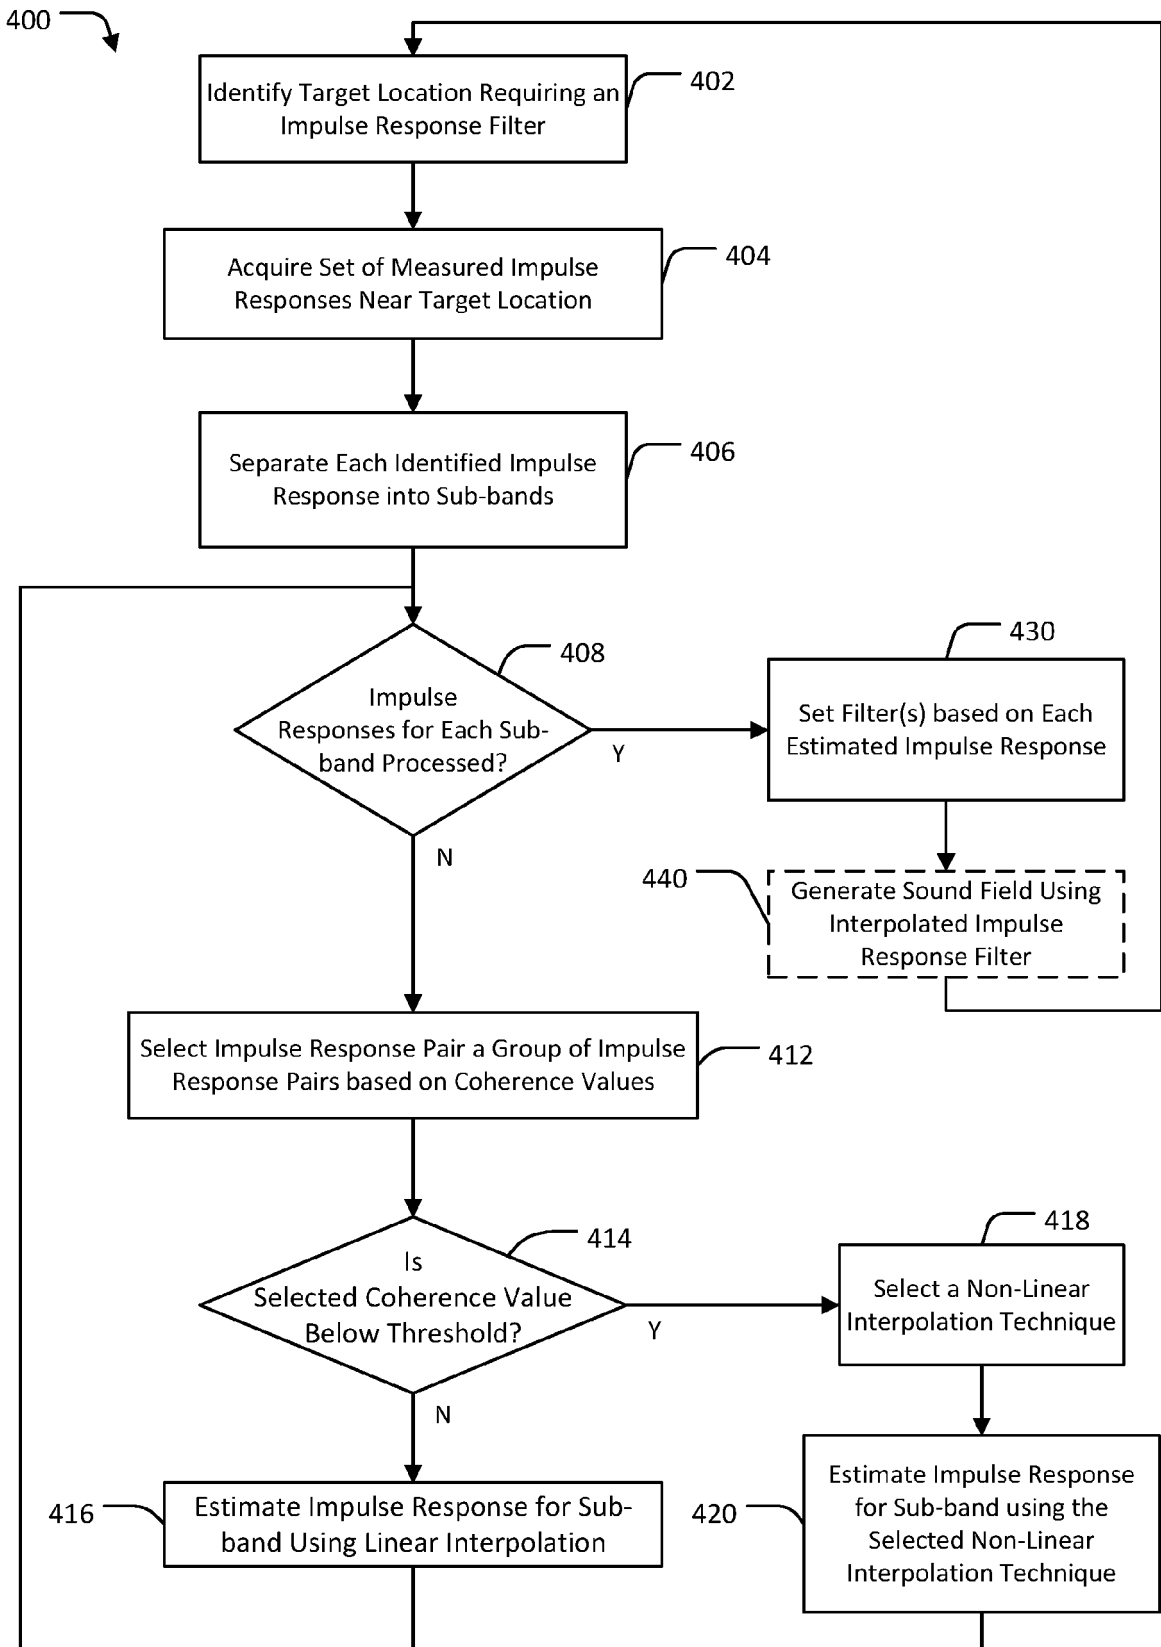 400
402
Identify Target Location Requiring an
Impulse Response Filter
404
Acquire Set of Measured Impulse
Responses Near Target Location
406
Separate Each Identified Impulse
Response into Sub-bands
408
Impulse
Responses for Each Sub-
band Processed?
Y
N
430
Set Filter(s) based on Each
Estimated Impulse Response
440
Generate Sound Field Using
Interpolated Impulse
Response Filter
412
Select Impulse Response Pair a Group of Impulse
Response Pairs based on Coherence Values
414
Is
Selected Coherence Value
Below Threshold?
Y
N
418
Select a Non-Linear
Interpolation Technique
416
Estimate Impulse Response for Sub-
band Using Linear Interpolation
420
Estimate Impulse Response
for Sub-band using the
Selected Non-Linear
Interpolation Technique